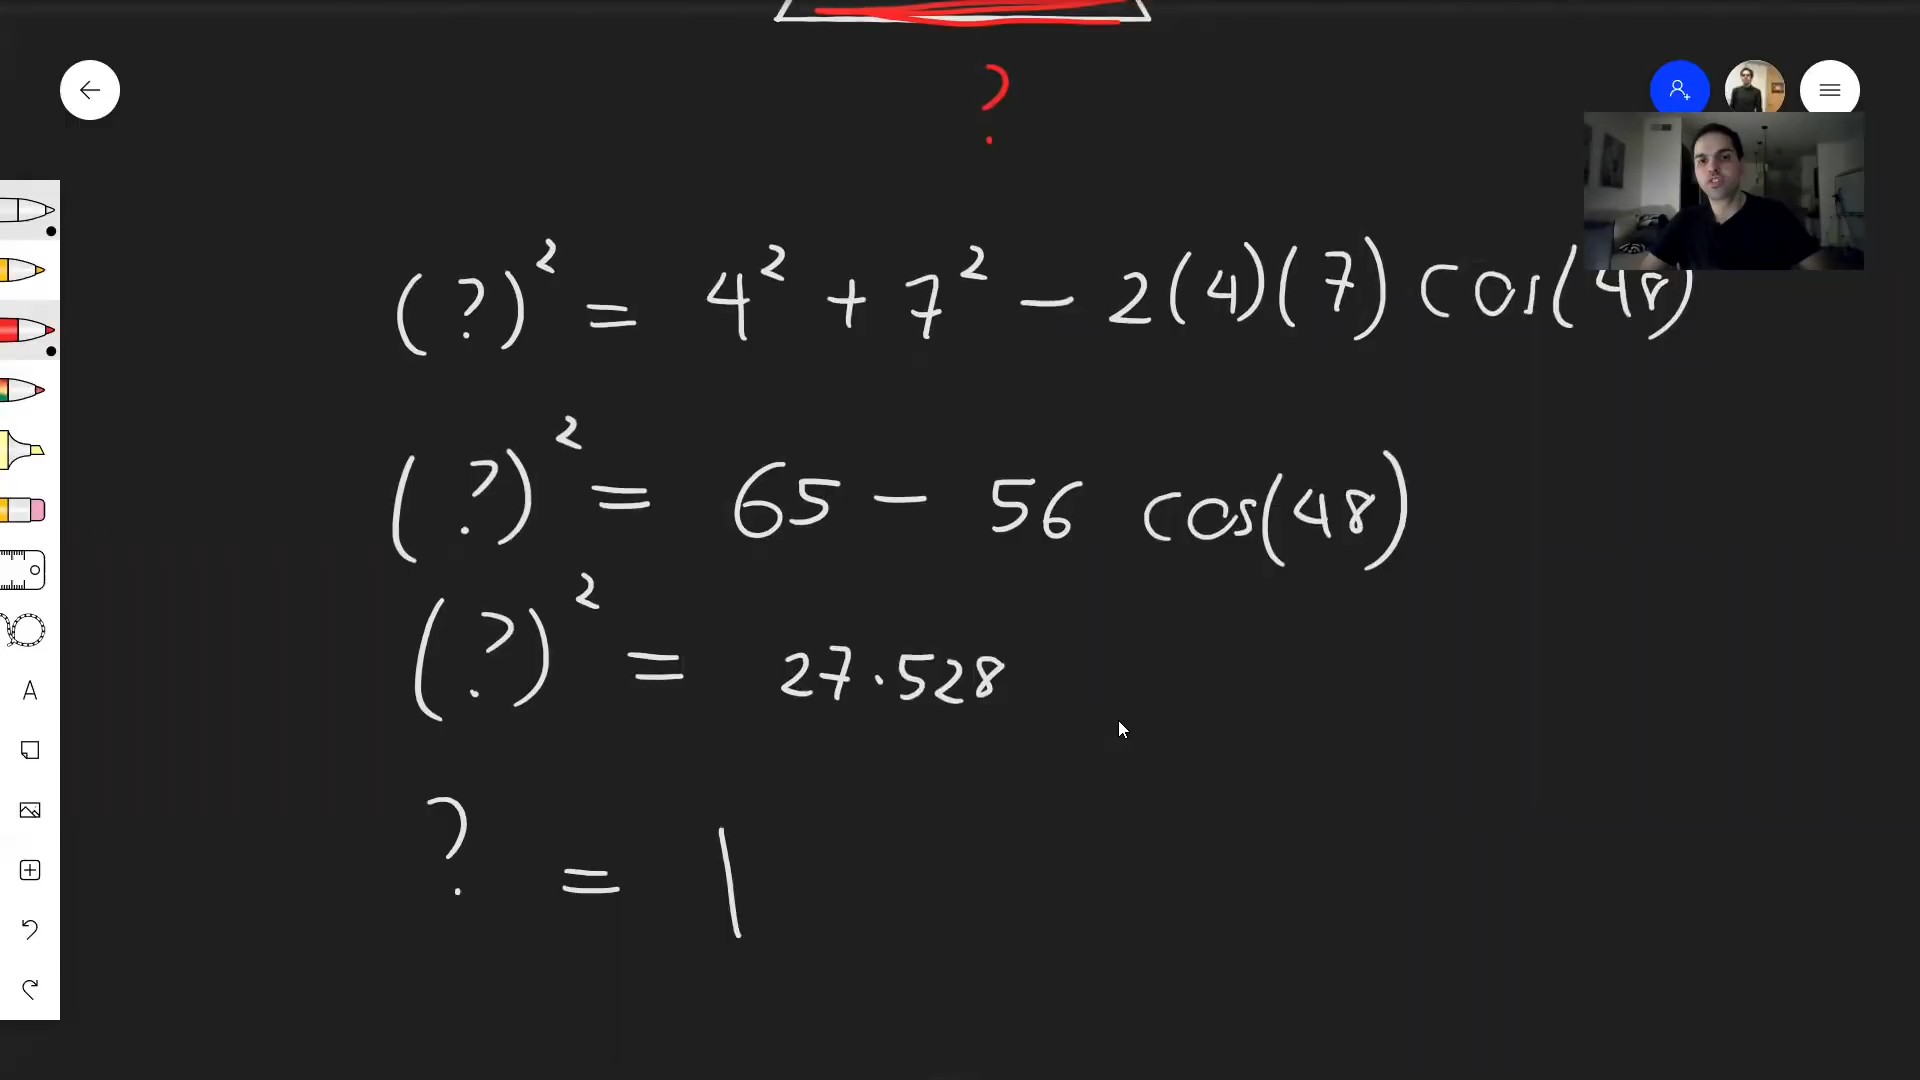 ?
(?)² = 4² + 7² − 2(4)(7) cos(48)
(?)² = 65 − 56 cos(48)
(?)² = 27.528
? = |
A